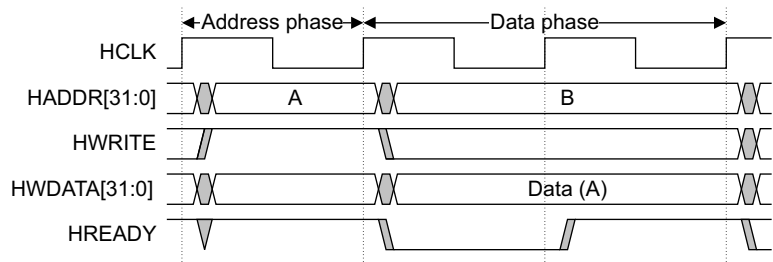 Address phase Data phase
HCLK
HADDR[31:0] A B
HWRITE
HWDATA[31:0] Data (A)
HREADY